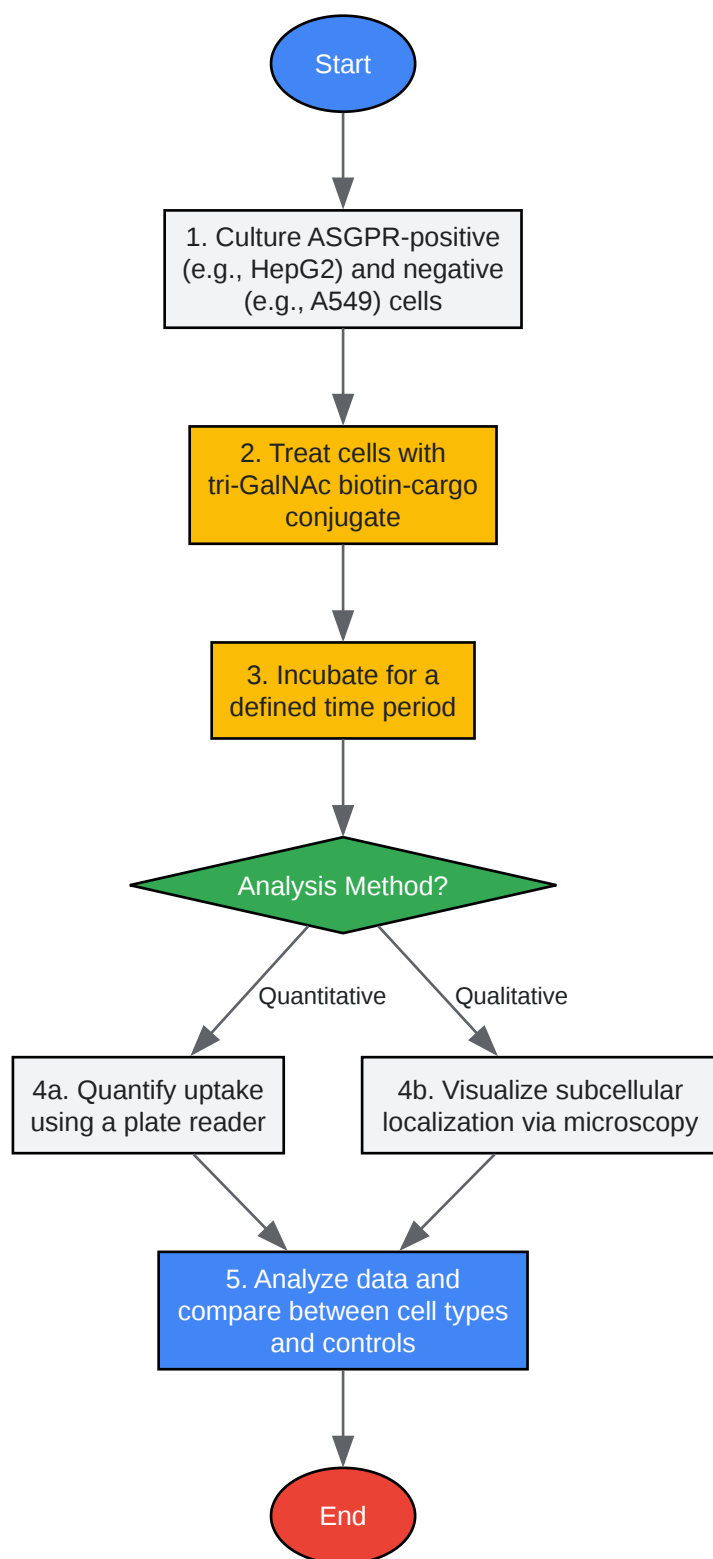 Start
1. Culture ASGPR-positive
(e.g., HepG2) and negative
(e.g., A549) cells
2. Treat cells with
tri-GalNAc biotin-cargo
conjugate
3. Incubate for a
defined time period
Analysis Method?
Quantitative
Qualitative
4a. Quantify uptake
using a plate reader
4b. Visualize subcellular
localization via microscopy
5. Analyze data and
compare between cell types
and controls
End